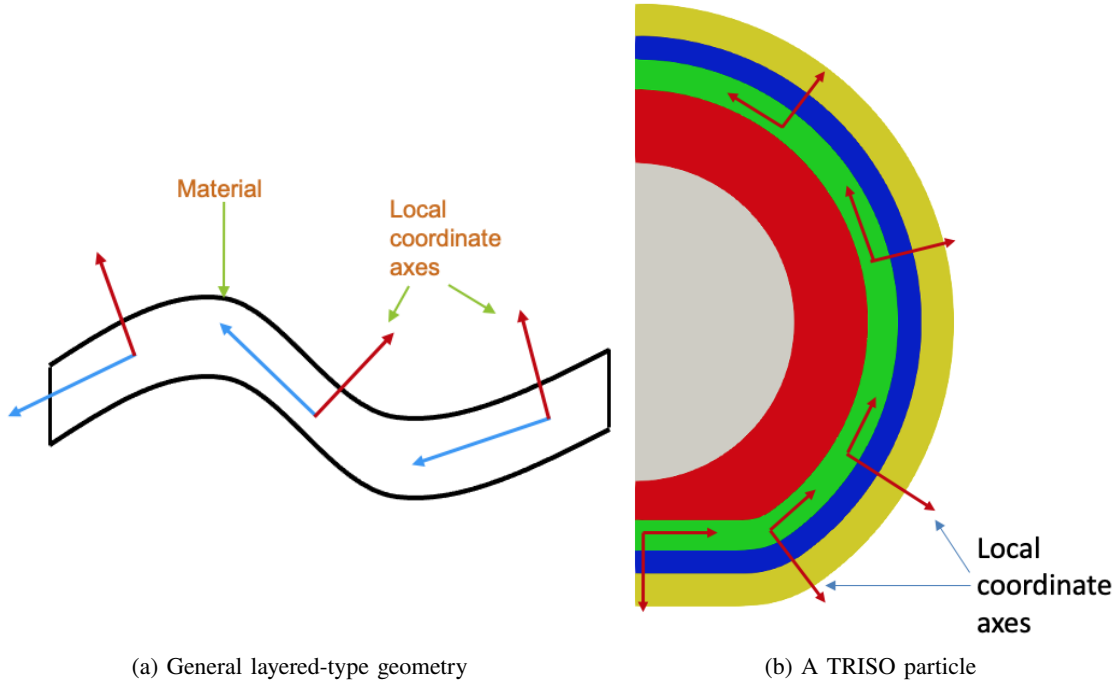 Material
Local
coordinate
axes
Local
coordinate
axes
(a) General layered-type geometry
(b) A TRISO particle